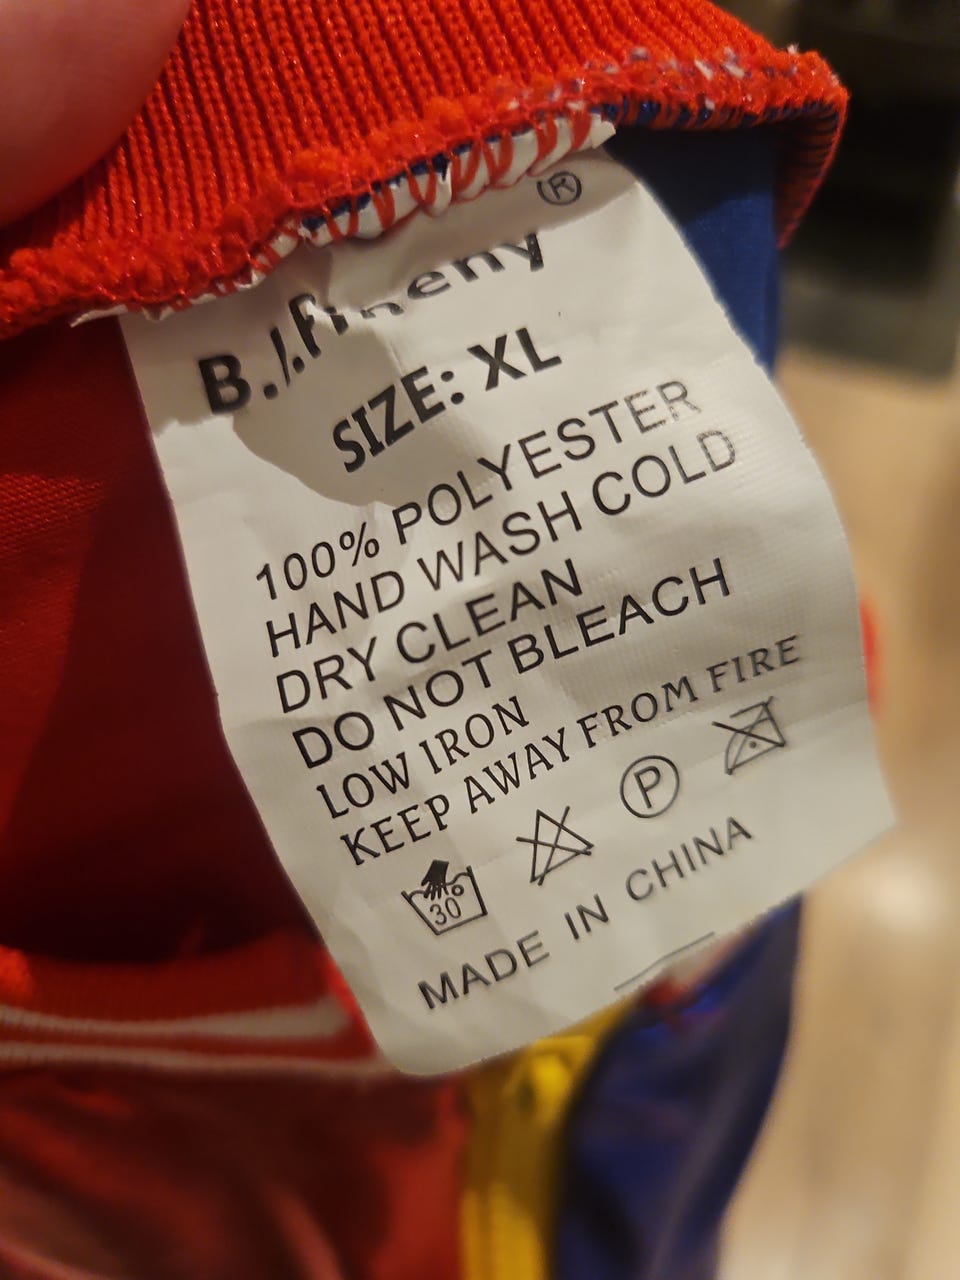 ®
B.J.Fineny
SIZE: XL
100% POLYESTER
HAND WASH COLD
DRY CLEAN
DO NOT BLEACH
LOW IRON
KEEP AWAY FROM FIRE
30°
P
MADE IN CHINA